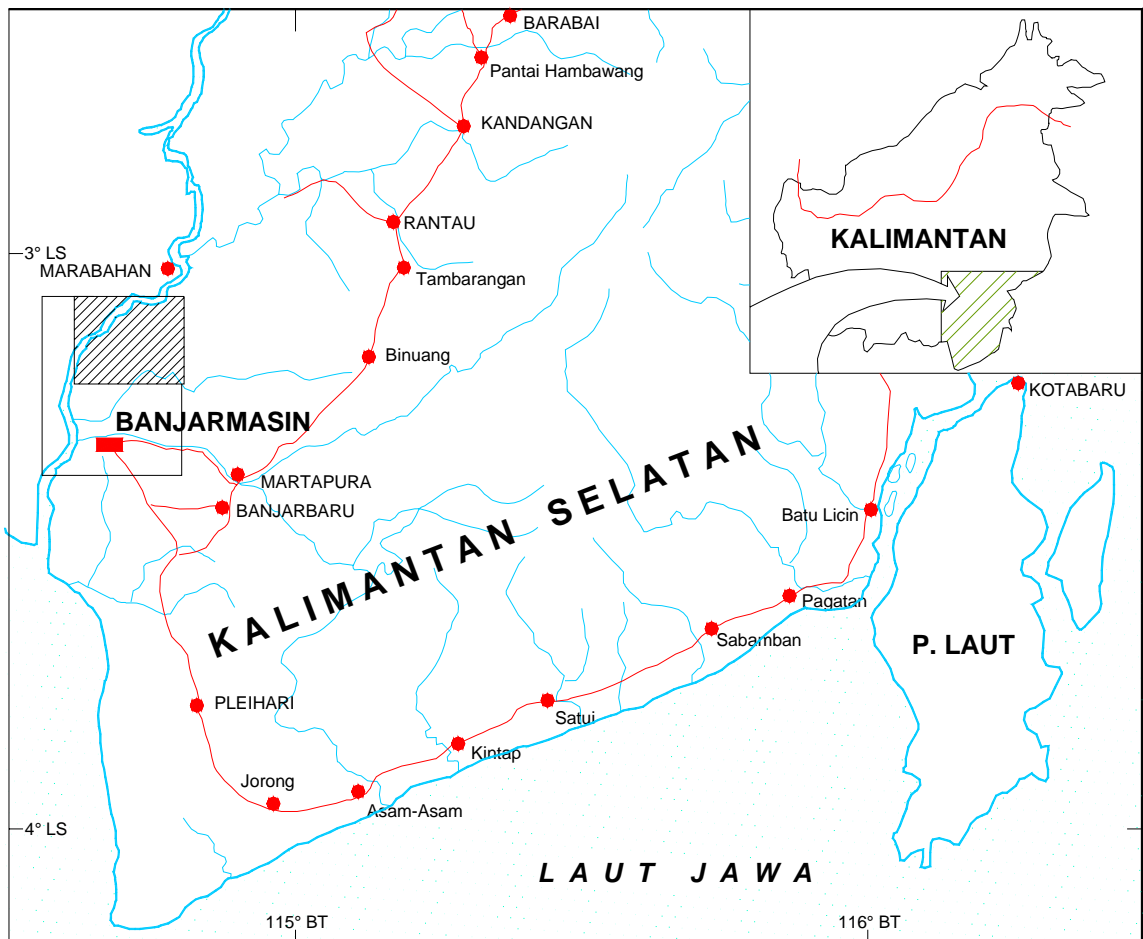 BARABAI
Pantai Hambawang
KANDANGAN
RANTAU
KALIMANTAN
3° LS
MARABAHAN
Tambarangan
Binuang
KOTABARU
BANJARMASIN
MARTAPURA
BANJARBARU
Batu Licin
KALIMANTAN SELATAN
Pagatan
Sabamban
P. LAUT
PLEIHARI
Satui
Kintap
Jorong
Asam-Asam
4° LS
LAUT JAWA
115° BT
116° BT